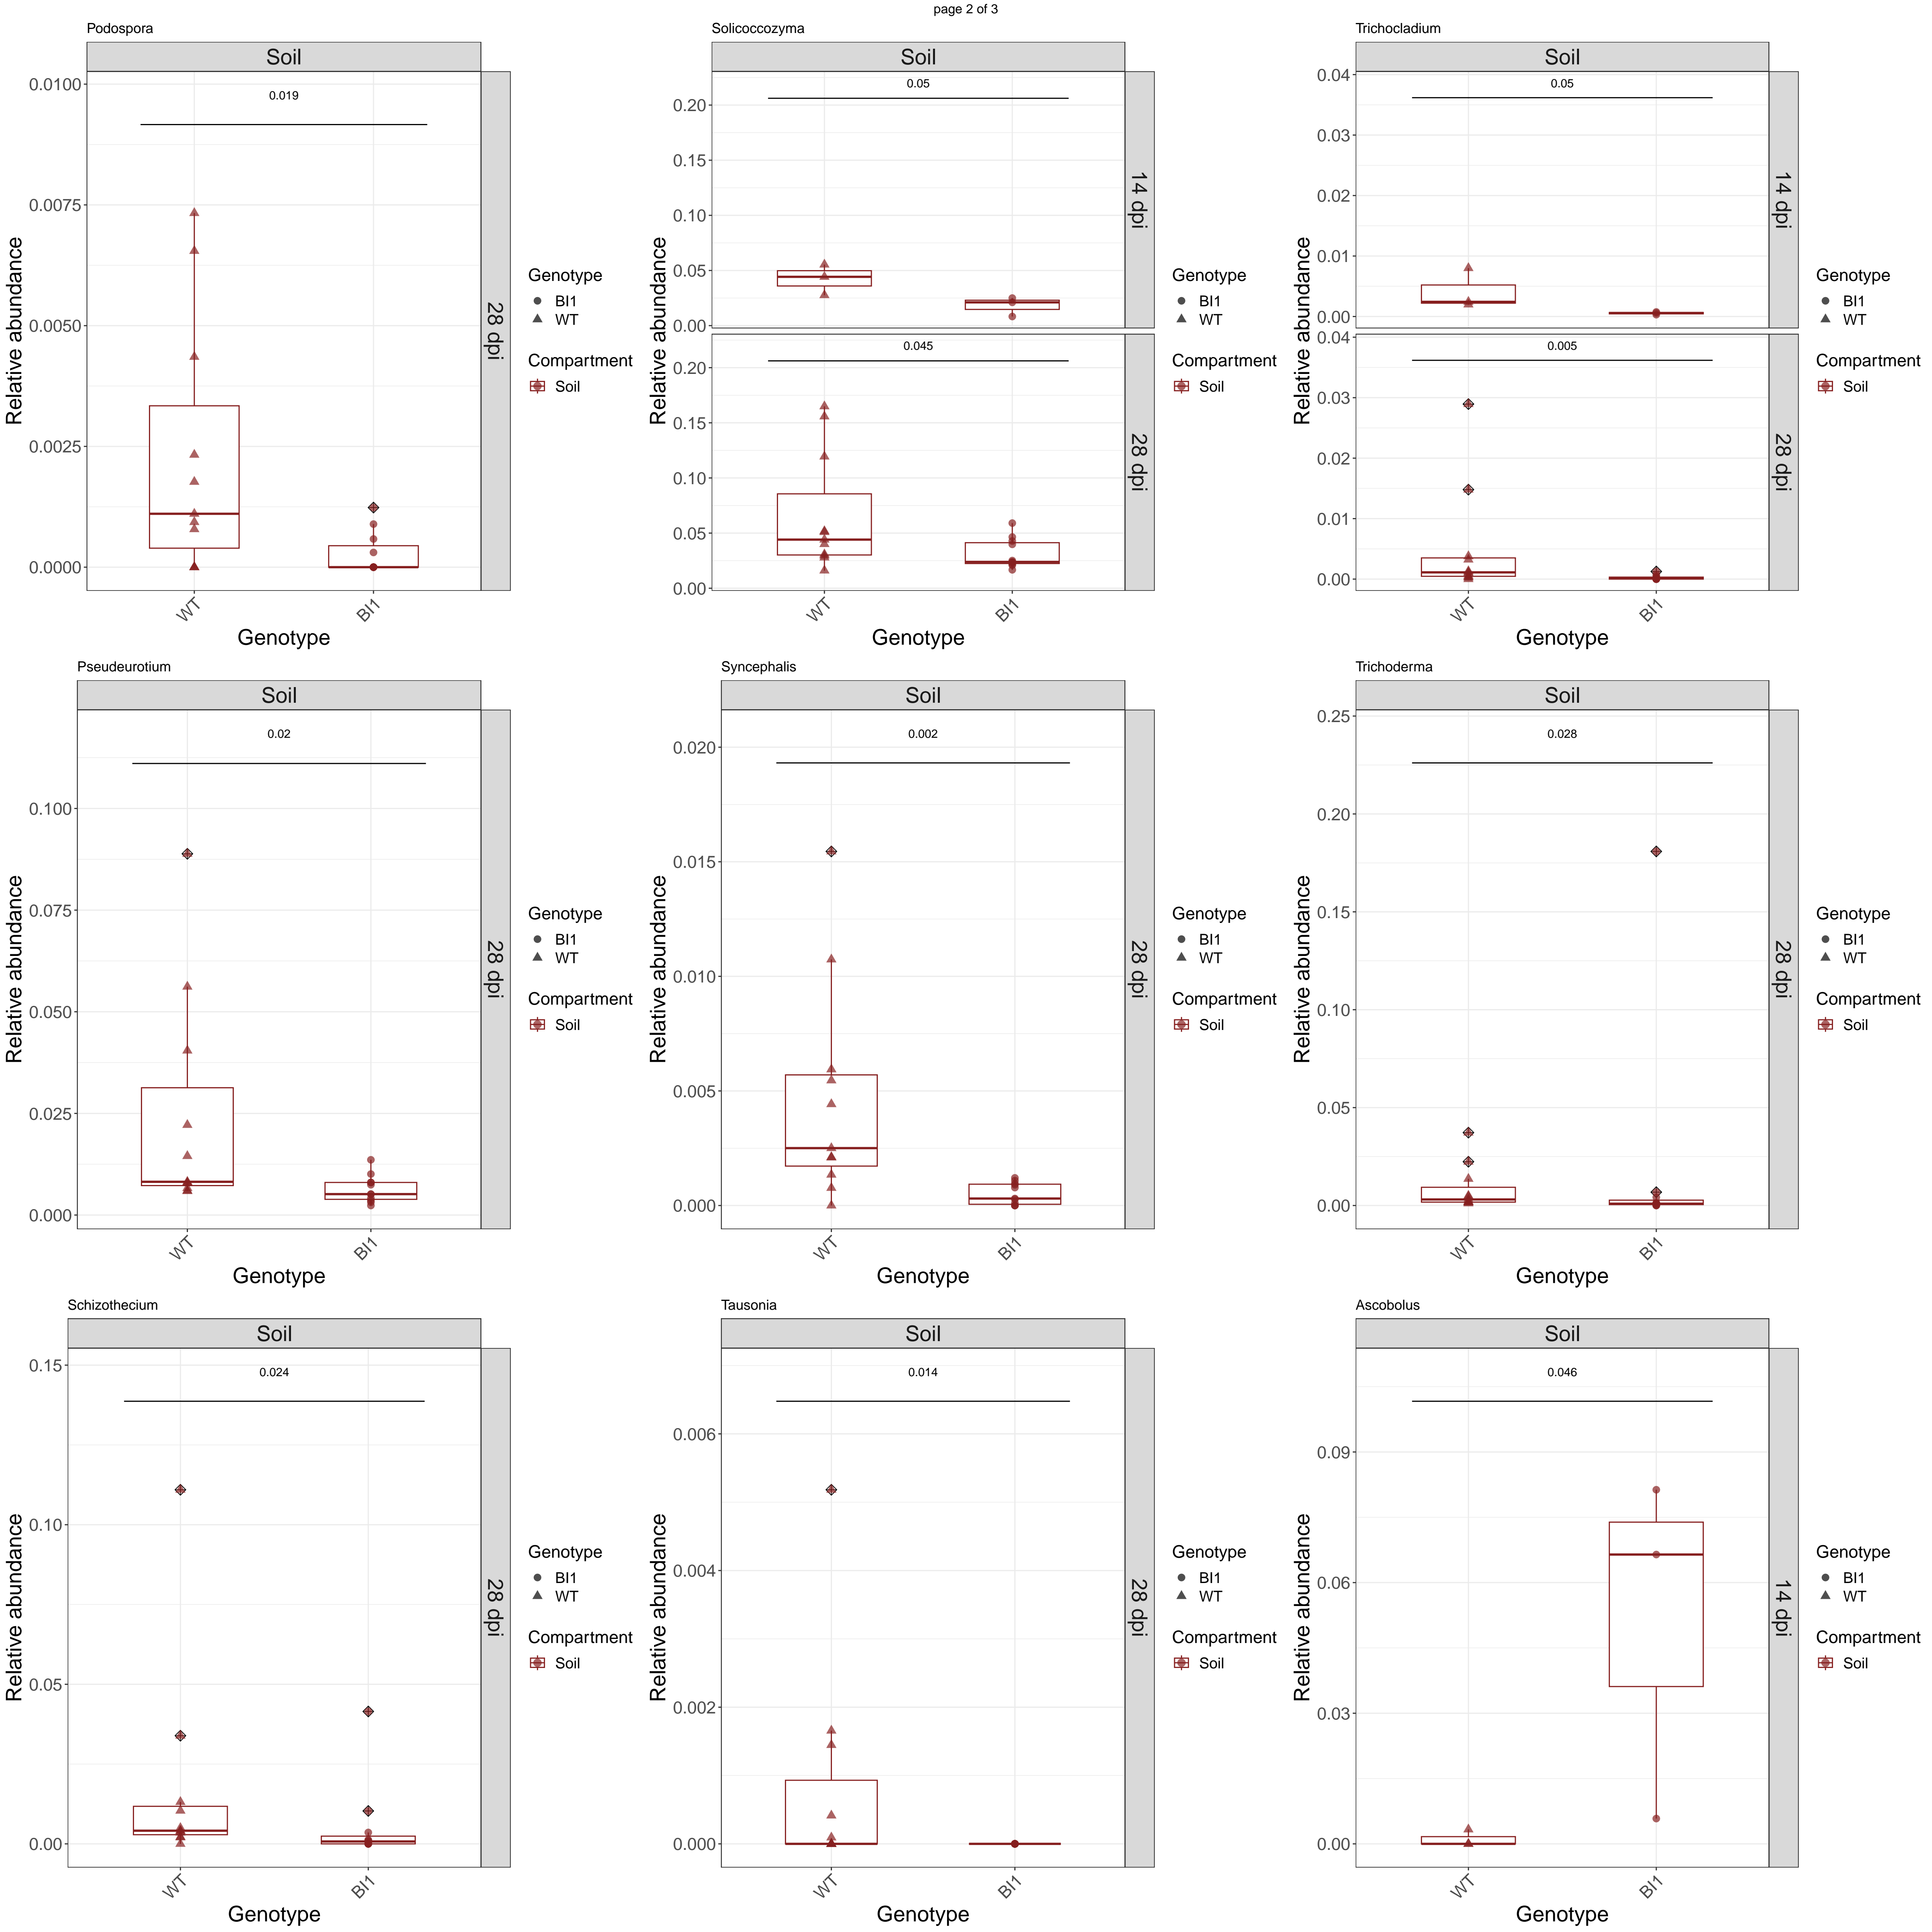 page 2 of 3
Podospora
Soil
0.0100
0.0075
0.0050
0.0025
0.0000
0.019
28 dpi
Relative abundance
WT
BI1
Genotype
Genotype
BI1
WT
Compartment
Soil
Solicoccozyma
Soil
0.20
0.15
0.10
0.05
0.00
0.05
14 dpi
0.20
0.15
0.10
0.05
0.00
0.045
28 dpi
Relative abundance
WT
BI1
Genotype
Genotype
BI1
WT
Compartment
Soil
Trichocladium
Soil
0.04
0.03
0.02
0.01
0.00
0.05
14 dpi
0.04
0.03
0.02
0.01
0.00
0.005
28 dpi
Relative abundance
WT
BI1
Genotype
Genotype
BI1
WT
Compartment
Soil
Pseudeurotium
Soil
0.100
0.075
0.050
0.025
0.000
0.02
28 dpi
Relative abundance
WT
BI1
Genotype
Genotype
BI1
WT
Compartment
Soil
Syncephalis
Soil
0.020
0.015
0.010
0.005
0.000
0.002
28 dpi
Relative abundance
WT
BI1
Genotype
Genotype
BI1
WT
Compartment
Soil
Trichoderma
Soil
0.25
0.20
0.15
0.10
0.05
0.00
0.028
28 dpi
Relative abundance
WT
BI1
Genotype
Genotype
BI1
WT
Compartment
Soil
Schizothecium
Soil
0.15
0.10
0.05
0.00
0.024
28 dpi
Relative abundance
WT
BI1
Genotype
Genotype
BI1
WT
Compartment
Soil
Tausonia
Soil
0.006
0.004
0.002
0.000
0.014
28 dpi
Relative abundance
WT
BI1
Genotype
Genotype
BI1
WT
Compartment
Soil
Ascobolus
Soil
0.09
0.06
0.03
0.00
0.046
14 dpi
Relative abundance
WT
BI1
Genotype
Genotype
BI1
WT
Compartment
Soil